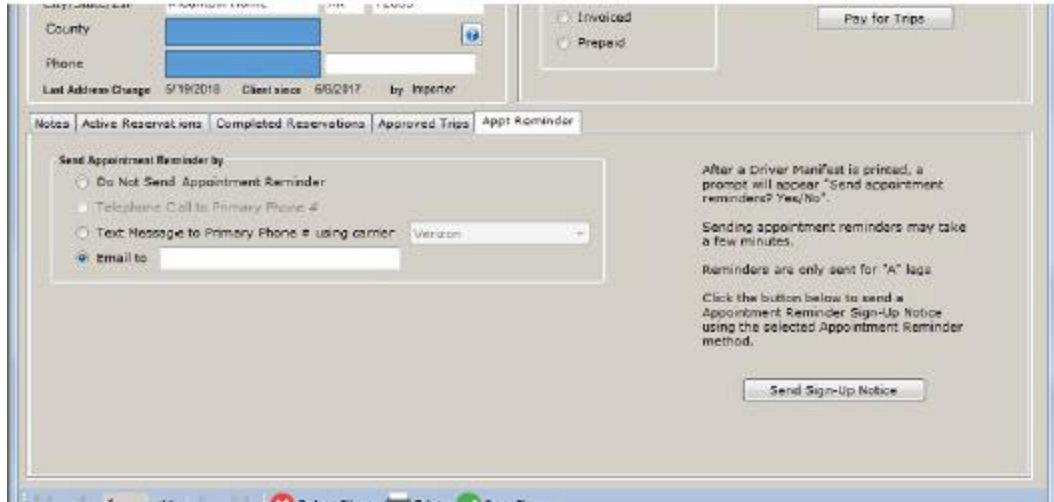 Invoiced
Pay for Trips
County
Prepaid
Phone
Last Address Change 5/19/2018 Client since 6/6/2017 by Importer
Notes Active Reservations Completed Reservations Approved Trips Appt Reminder
Send Appointment Reminder by
Do Not Send Appointment Reminder
Telephone Call to Primary Phone #
Text Message to Primary Phone # using carrier Verizon
Email to
After a Driver Manifest is printed, a
prompt will appear "Send appointment
reminders? Yes/No".
Sending appointment reminders may take
a few minutes.
Reminders are only sent for "A" legs
Click the button below to send a
Appointment Reminder Sign-Up Notice
using the selected Appointment Reminder
method.
Send Sign-Up Notice